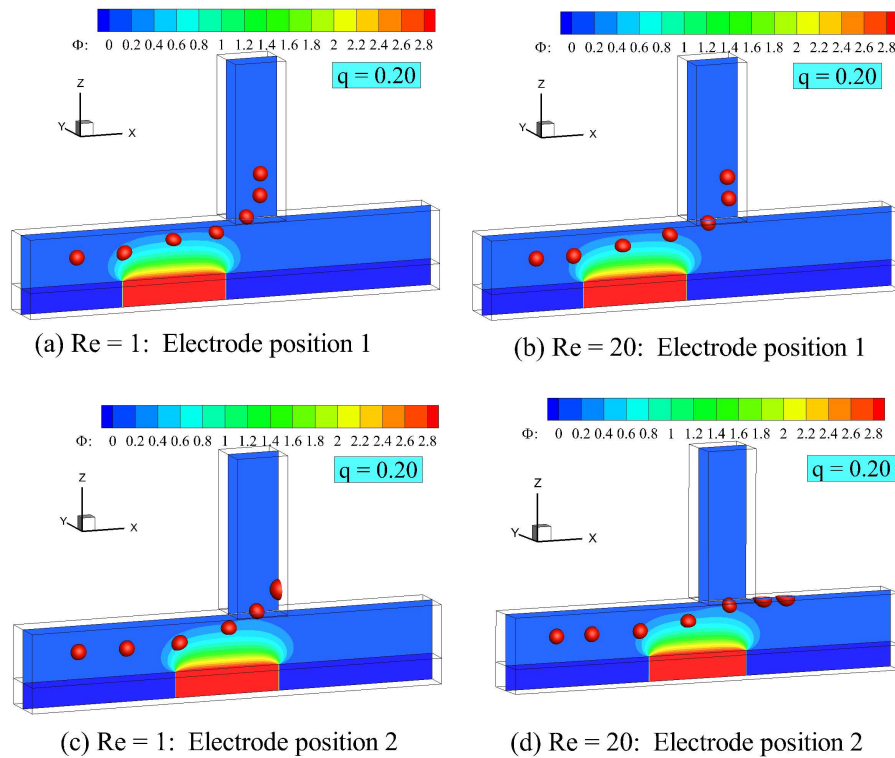 Φ: 0 0.2 0.4 0.6 0.8 1 1.2 1.4 1.6 1.8 2 2.2 2.4 2.6 2.8
q = 0.20
Z
Y
X
(a) Re = 1: Electrode position 1
Φ: 0 0.2 0.4 0.6 0.8 1 1.2 1.4 1.6 1.8 2 2.2 2.4 2.6 2.8
q = 0.20
Z
Y
X
(b) Re = 20: Electrode position 1
Φ: 0 0.2 0.4 0.6 0.8 1 1.2 1.4 1.6 1.8 2 2.2 2.4 2.6 2.8
q = 0.20
Z
Y
X
(c) Re = 1: Electrode position 2
Φ: 0 0.2 0.4 0.6 0.8 1 1.2 1.4 1.6 1.8 2 2.2 2.4 2.6 2.8
q = 0.20
Z
Y
X
(d) Re = 20: Electrode position 2